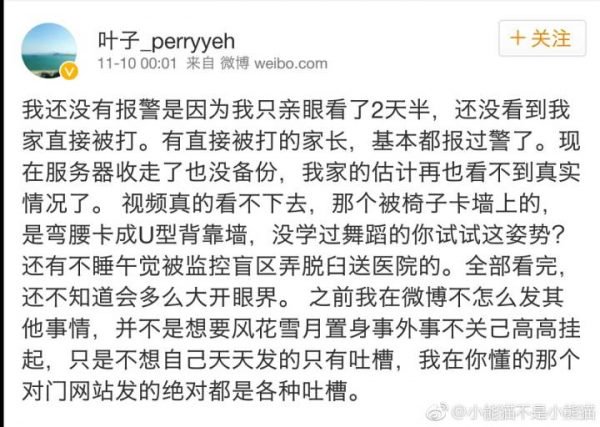 叶子_perryyeh
+关注
11-10 00:01 来自 微博 weibo.com
我还没有报警是因为我只亲眼看了2天半，还没看到我
家直接被打。有直接被打的家长，基本都报过警了。现
在服务器收走了也没备份，我家的估计再也看不到真实
情况了。 视频真的看不下去，那个被椅子卡墙上的，
是弯腰卡成U型背靠墙，没学过舞蹈的你试试这姿势？
还有不睡午觉被监控盲区弄脱臼送医院的。全部看完，
还不知道会多么大开眼界。 之前我在微博不怎么发其
他事情，并不是想要风花雪月置身事外事不关己高高挂
起，只是不想自己天天发的只有吐槽，我在你懂的那个
对门网站发的绝对都是各种吐槽。
@小能猫不是小熊猫